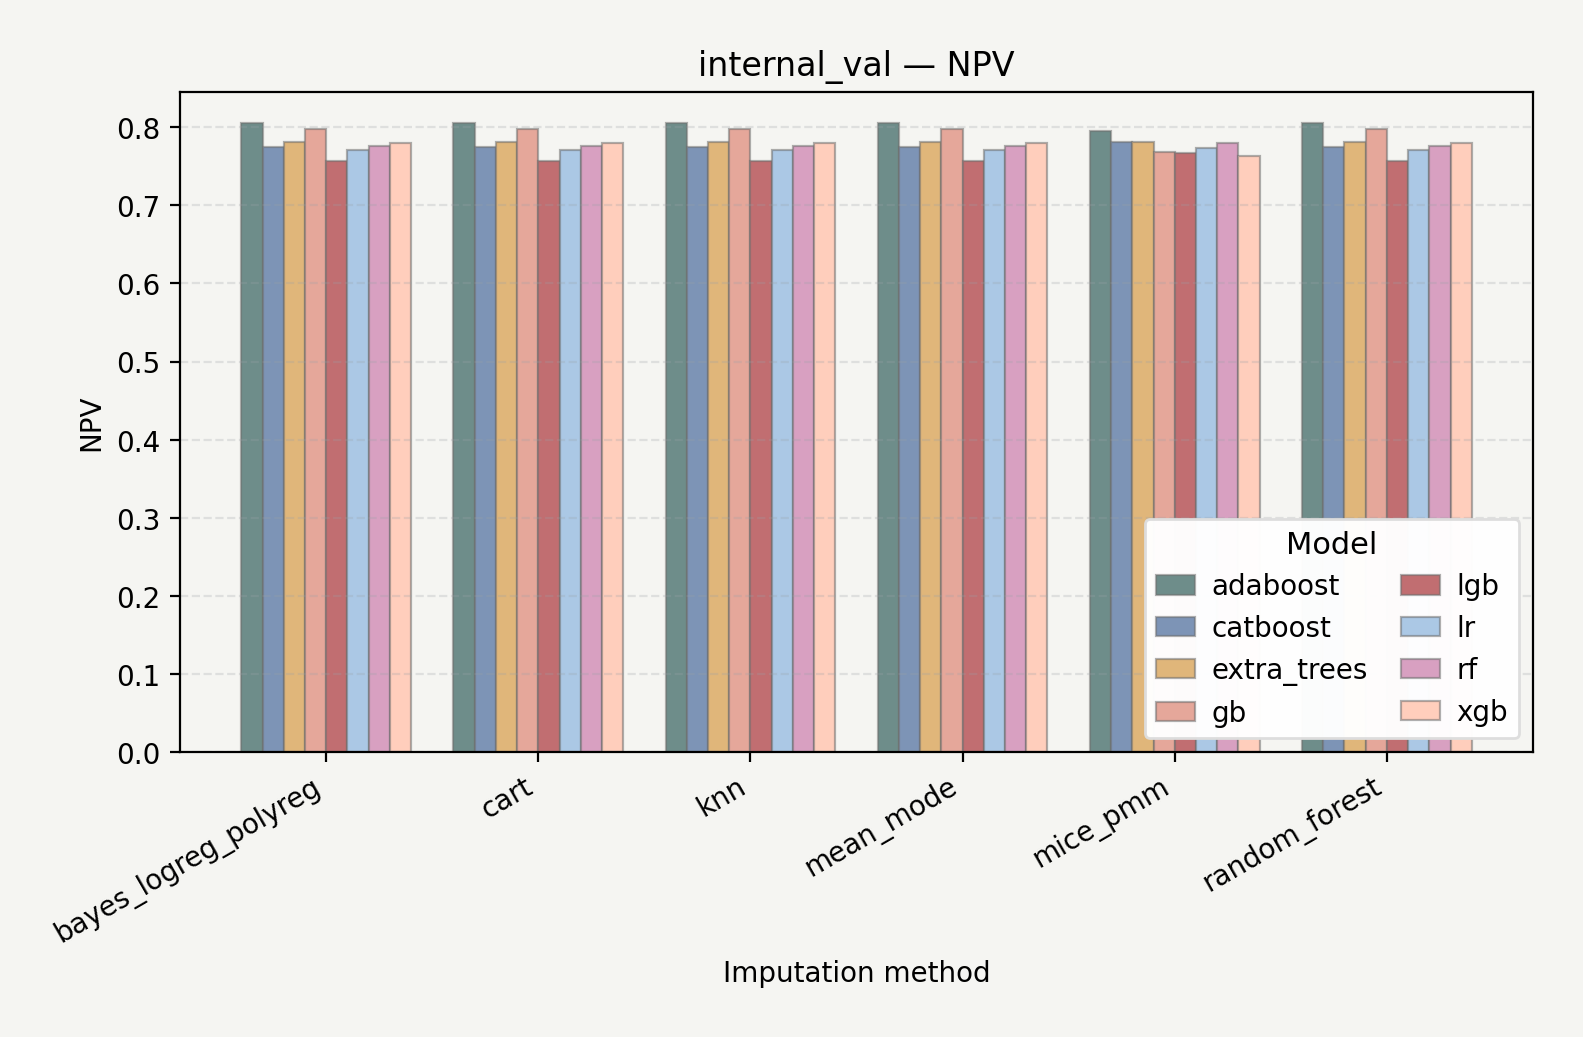 internal_val — NPV
NPV
0.8
0.7
0.6
0.5
0.4
0.3
0.2
0.1
0.0
Model
adaboost
catboost
extra_trees
gb
lgb
lr
rf
xgb
bayes_logreg_polyreg
cart
knn
mean_mode
mice_pmm
random_forest
Imputation method